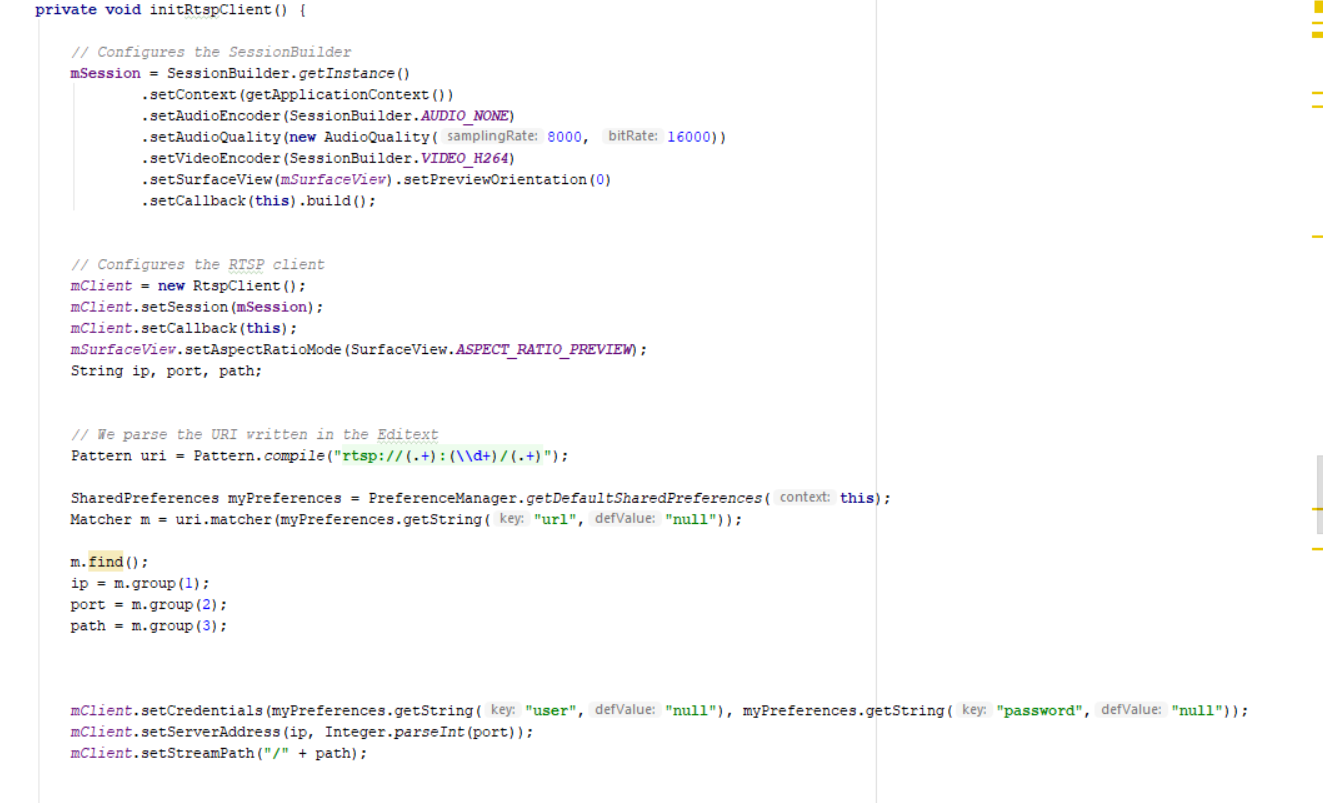 private void initRtspClient() {
// Configures the SessionBuilder
mSession = SessionBuilder.getInstance()
.setContext(getApplicationContext())
.setAudioEncoder(SessionBuilder.AUDIO_NONE)
.setAudioQuality(new AudioQuality( samplingRate: 8000, bitRate: 16000))
.setVideoEncoder(SessionBuilder.VIDEO_H264)
.setSurfaceView(mSurfaceView).setPreviewOrientation(0)
.setCallback(this).build();
// Configures the RTSP client
mClient = new RtspClient();
mClient.setSession(mSession);
mClient.setCallback(this);
mSurfaceView.setAspectRatioMode(SurfaceView.ASPECT_RATIO_PREVIEW);
String ip, port, path;
// We parse the URI written in the Editext
Pattern uri = Pattern.compile("rtsp://(.+):(\\d+)/(.+)");
SharedPreferences myPreferences = PreferenceManager.getDefaultSharedPreferences( context: this);
Matcher m = uri.matcher(myPreferences.getString( key: "url", defValue: "null"));
m.find();
ip = m.group(1);
port = m.group(2);
path = m.group(3);
mClient.setCredentials(myPreferences.getString( key: "user", defValue: "null"), myPreferences.getString( key: "password", defValue: "null"));
mClient.setServerAddress(ip, Integer.parseInt(port));
mClient.setStreamPath("/" + path);